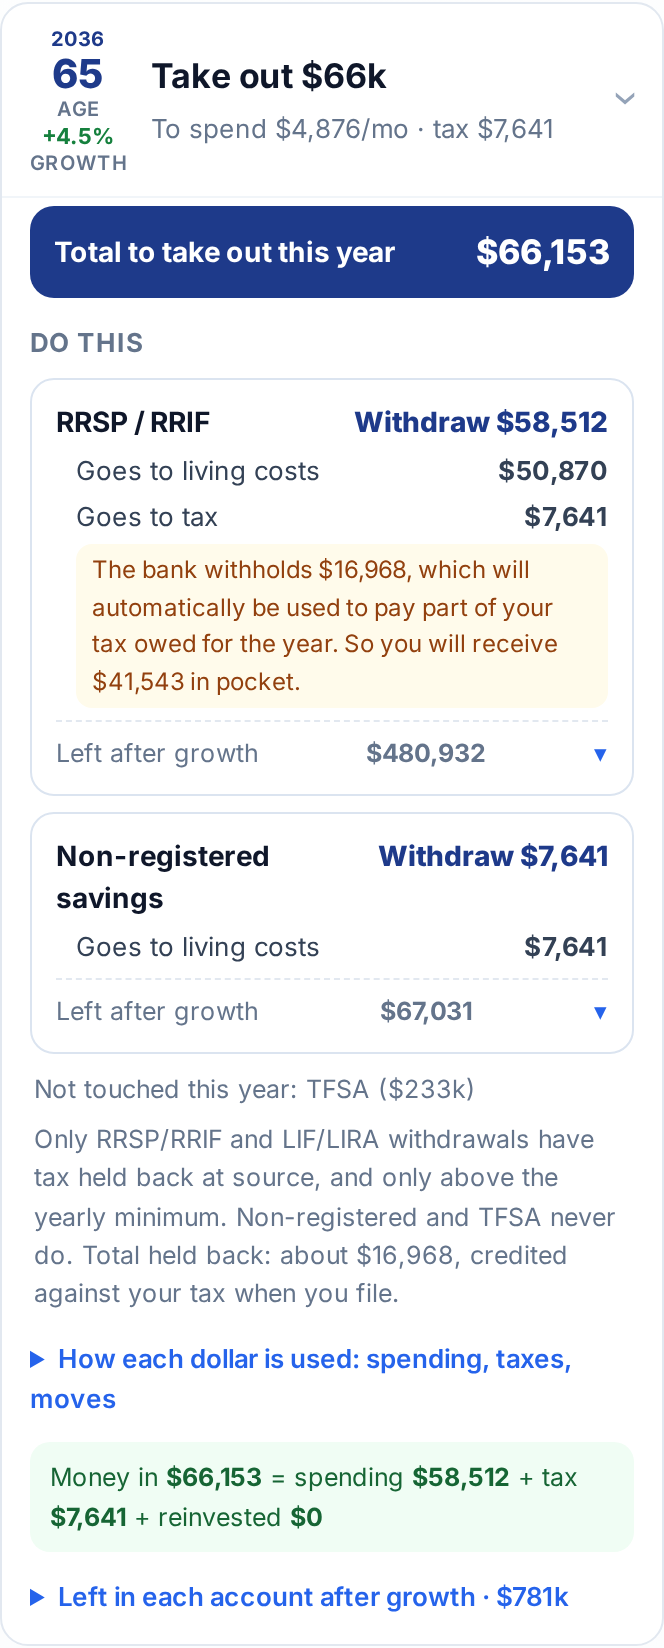 2036
65
AGE
+4.5%
GROWTH
Take out $66k
To spend $4,876/mo · tax $7,641
Total to take out this year $66,153
DO THIS
RRSP / RRIF Withdraw $58,512
Goes to living costs $50,870
Goes to tax $7,641
The bank withholds $16,968, which will
automatically be used to pay part of your
tax owed for the year. So you will receive
$41,543 in pocket.
Left after growth $480,932 ▼
Non-registered Withdraw $7,641
savings
Goes to living costs $7,641
Left after growth $67,031 ▼
Not touched this year: TFSA ($233k)
Only RRSP/RRIF and LIF/LIRA withdrawals have
tax held back at source, and only above the
yearly minimum. Non-registered and TFSA never
do. Total held back: about $16,968, credited
against your tax when you file.
▶ How each dollar is used: spending, taxes,
moves
Money in $66,153 = spending $58,512 + tax
$7,641 + reinvested $0
▶ Left in each account after growth · $781k